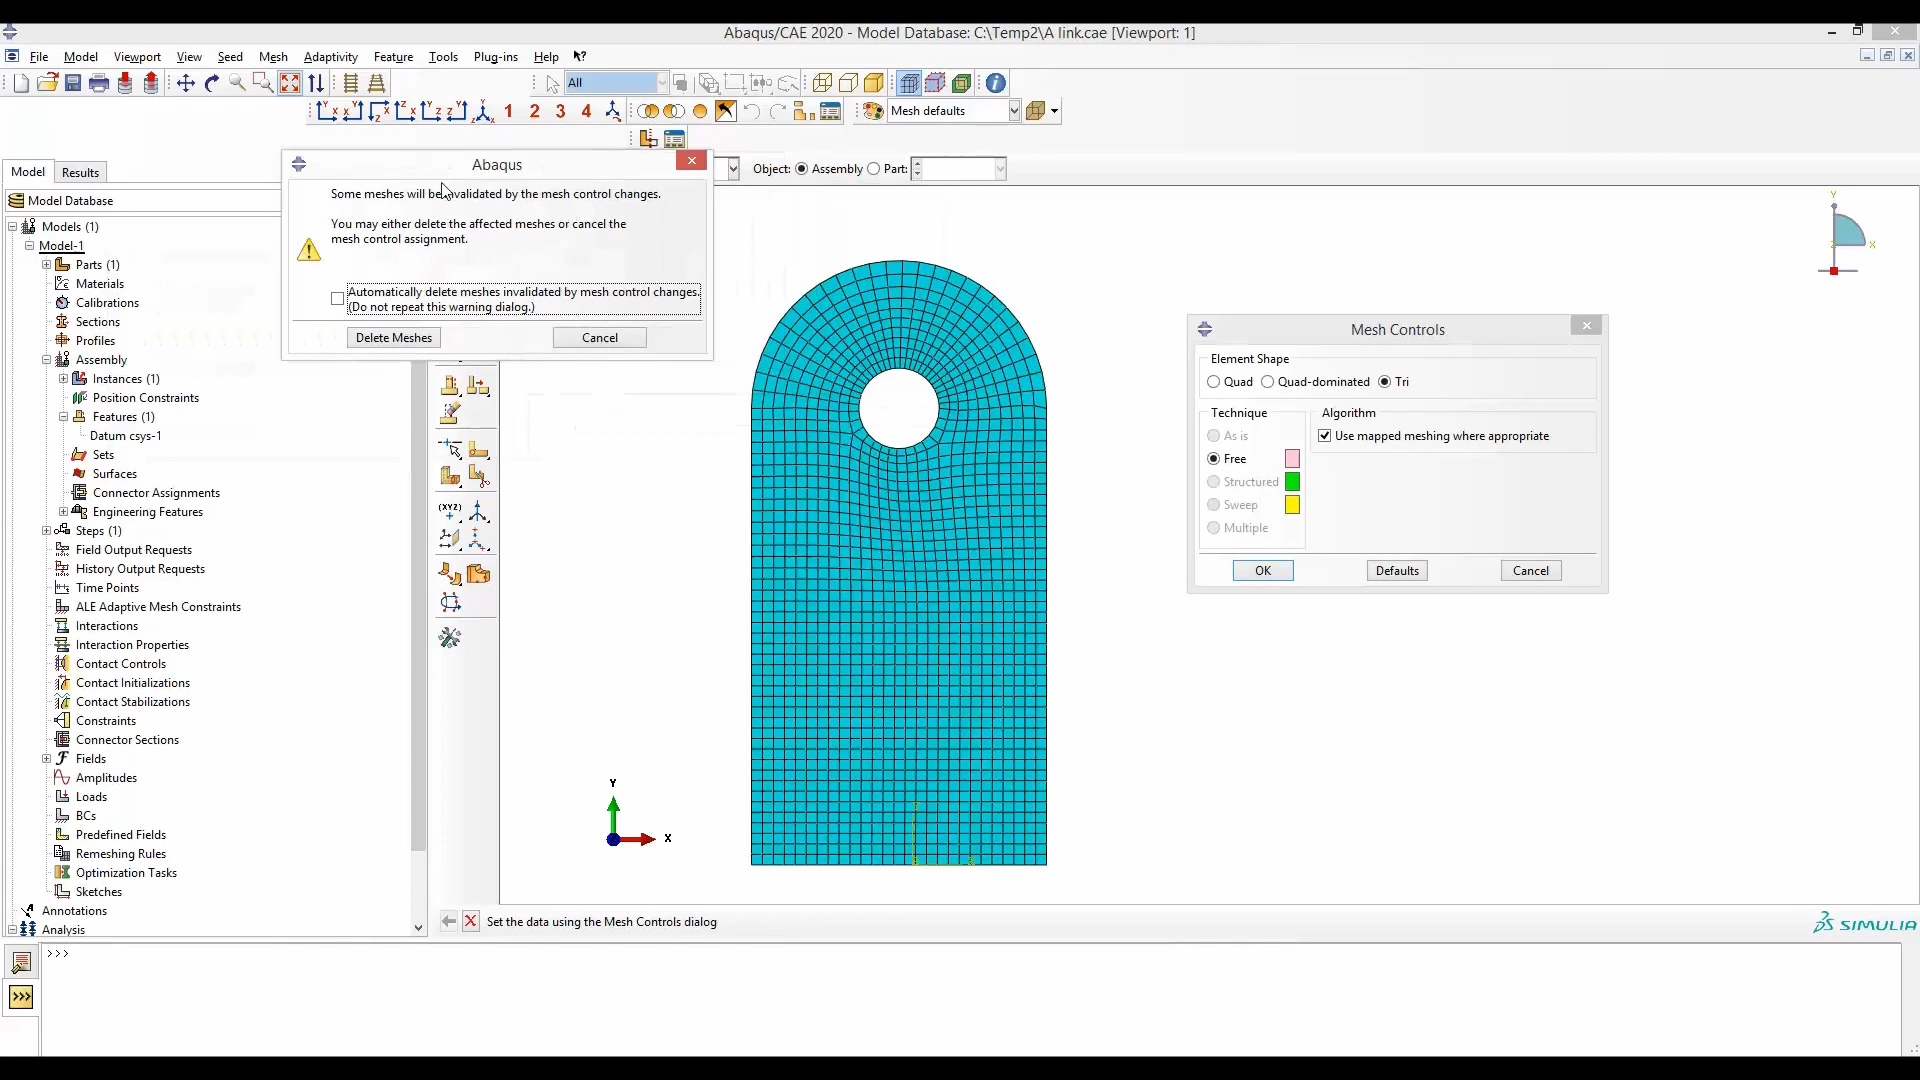 Abaqus/CAE 2020 - Model Database: C:\Temp2\A link.cae [Viewport: 1]
File Model Viewport View Seed Mesh Adaptivity Feature Tools Plug-ins Help
All
1 2 3 4
Mesh defaults
Model Results
Object: Assembly Part:
Model Database
Models (1)
Model-1
Parts (1)
Materials
Calibrations
Sections
Profiles
Assembly
Instances (1)
Position Constraints
Features (1)
Datum csys-1
Sets
Surfaces
Connector Assignments
Engineering Features
Steps (1)
Field Output Requests
History Output Requests
Time Points
ALE Adaptive Mesh Constraints
Interactions
Interaction Properties
Contact Controls
Contact Initializations
Contact Stabilizations
Constraints
Connector Sections
Fields
Amplitudes
Loads
BCs
Predefined Fields
Remeshing Rules
Optimization Tasks
Sketches
Annotations
Analysis
Abaqus
Some meshes will be invalidated by the mesh control changes.
You may either delete the affected meshes or cancel the
mesh control assignment.
Automatically delete meshes invalidated by mesh control changes.
(Do not repeat this warning dialog.)
Delete Meshes Cancel
(XYZ)
Y
X
Y
X
Mesh Controls
Element Shape
Quad Quad-dominated Tri
Technique
As is
Free
Structured
Sweep
Multiple
Algorithm
Use mapped meshing where appropriate
OK Defaults Cancel
Set the data using the Mesh Controls dialog
SIMULIA
>>>
>>>